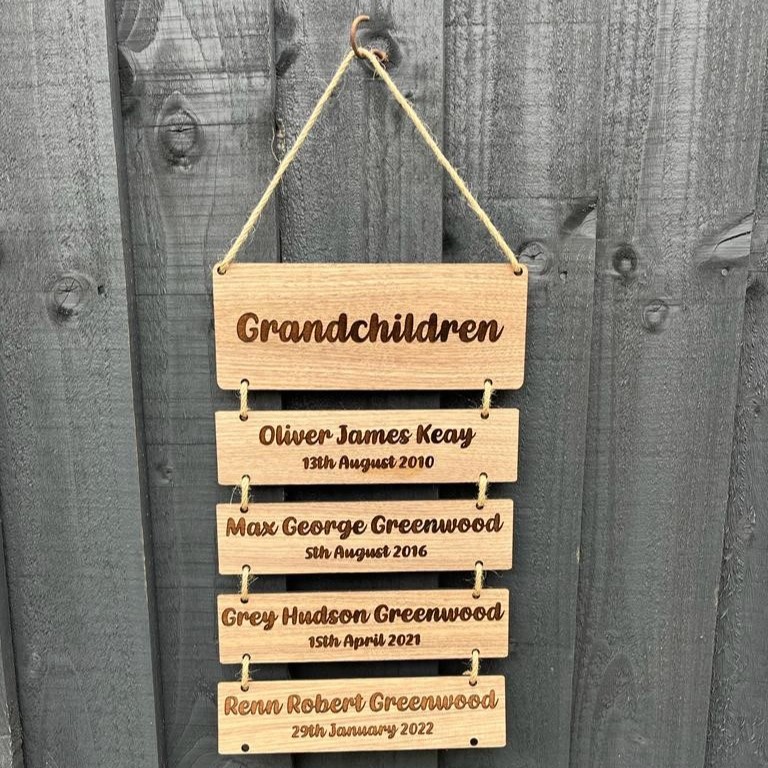 Grandchildren
Oliver James Keay
13th August 2010
Max George Greenwood
5th August 2016
Grey Hudson Greenwood
15th April 2021
Renn Robert Greenwood
29th January 2022